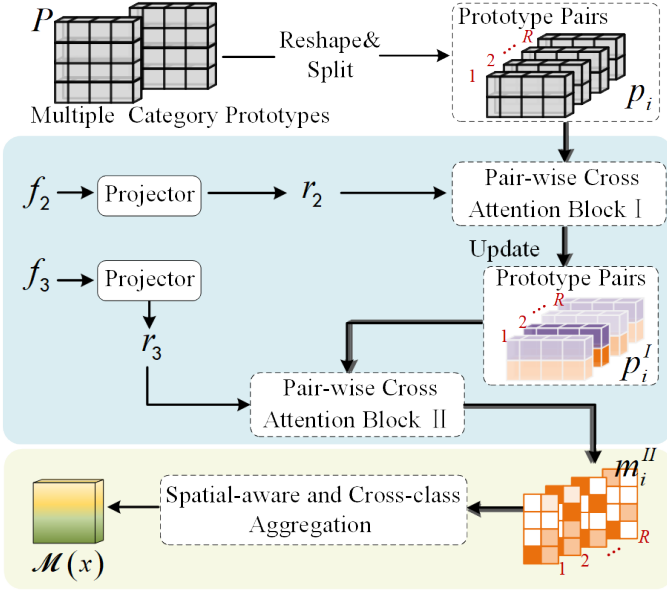 P
Reshape&
Split
Prototype Pairs
1 2 ··· R
p_i
Multiple Category Prototypes
f_2
Projector
r_2
Pair-wise Cross
Attention Block Ⅰ
Update
f_3
Projector
Prototype Pairs
1 2 ··· R
p_i^I
r_3
Pair-wise Cross
Attention Block Ⅱ
m_i^{II}
Spatial-aware and Cross-class
Aggregation
1 2 ··· R
𝓜(x)